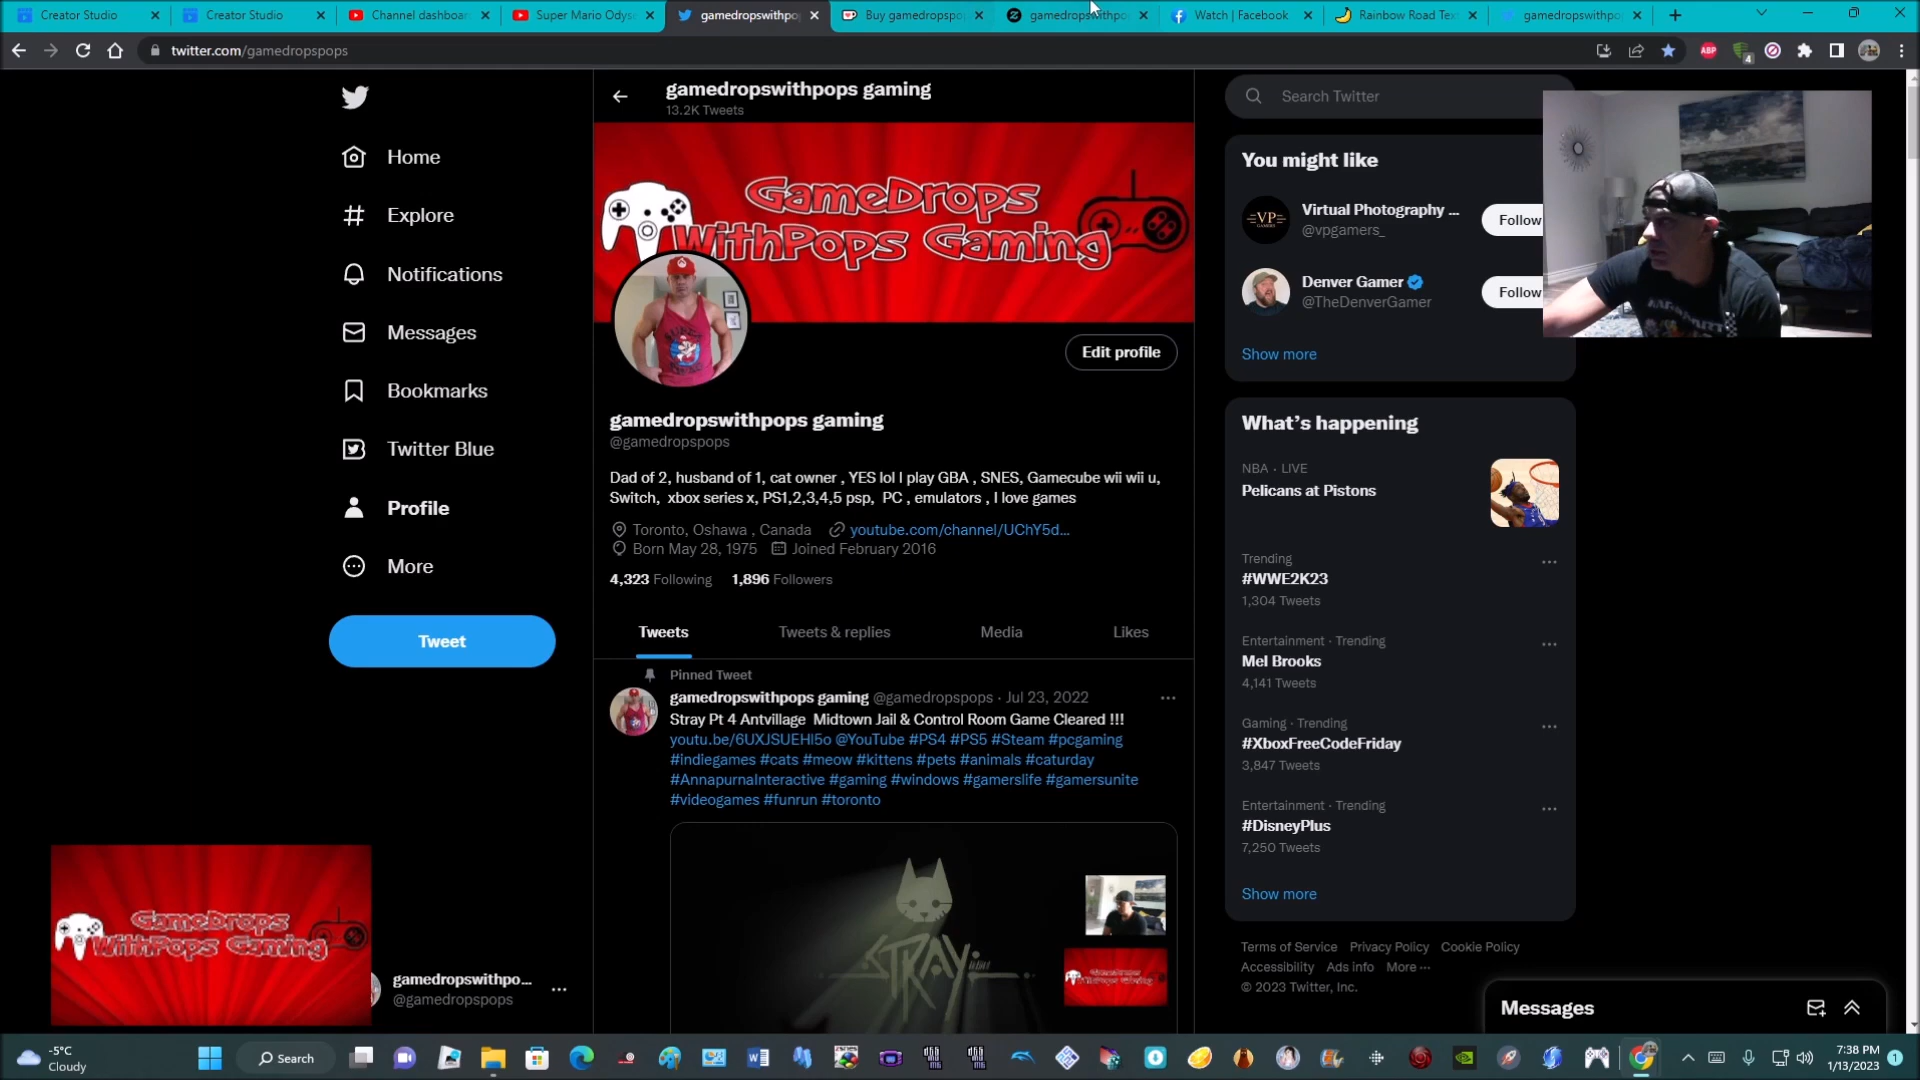 Creator Studio
Creator Studio
Channel dashboar
Super Mario Odys
gamedropswithpo
Buy gamedropspo
gamedropswithpo
Watch | Facebook
Rainbow Road Tex
gamedropswithpo
twitter.com/gamedropspops
ABP
4
gamedropswithpops gaming
13.2K Tweets
Search Twitter
Home
Explore
Notifications
Messages
Bookmarks
Twitter Blue
Profile
More
Tweet
GameDrops
WithPops Gaming
Edit profile
gamedropswithpops gaming
@gamedropspops
Dad of 2, husband of 1, cat owner , YES lol I play GBA , SNES, Gamecube wii wii u,
Switch, xbox series x, PS1,2,3,4,5 psp, PC , emulators , I love games
Toronto, Oshawa , Canada youtube.com/channel/UChY5d...
Born May 28, 1975 Joined February 2016
4,323 Following 1,896 Followers
Tweets Tweets & replies Media Likes
Pinned Tweet
gamedropswithpops gaming @gamedropspops · Jul 23, 2022
Stray Pt 4 Antvillage Midtown Jail & Control Room Game Cleared !!!
youtu.be/6UXJSUEHl5o @YouTube #PS4 #PS5 #Steam #pcgaming
#indiegames #cats #meow #kittens #pets #animals #caturday
#AnnapurnaInteractive #gaming #windows #gamerslife #gamersunite
#videogames #funrun #toronto
STRAY
GameDrops
WithPops Gaming
You might like
VP
Virtual Photography ...
@vpgamers_
Follow
Denver Gamer
@TheDenverGamer
Follow
Show more
What's happening
NBA · LIVE
Pelicans at Pistons
Trending
#WWE2K23
1,304 Tweets
Entertainment · Trending
Mel Brooks
4,141 Tweets
Gaming · Trending
#XboxFreeCodeFriday
3,847 Tweets
Entertainment · Trending
#DisneyPlus
7,250 Tweets
Show more
Terms of Service Privacy Policy Cookie Policy
Accessibility Ads info More ···
© 2023 Twitter, Inc.
Messages
GameDrops
WithPops Gaming
gamedropswithpo...
@gamedropspops
-5°C
Cloudy
Search
7:38 PM
1/13/2023
1